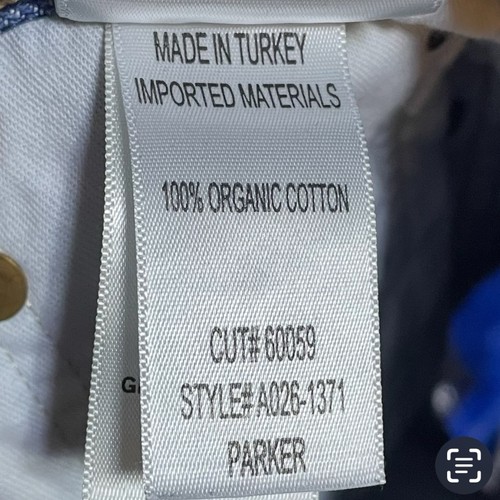 MADE IN TURKEY
IMPORTED MATERIALS
100% ORGANIC COTTON
CUT# 60059
STYLE# A026-1371
PARKER